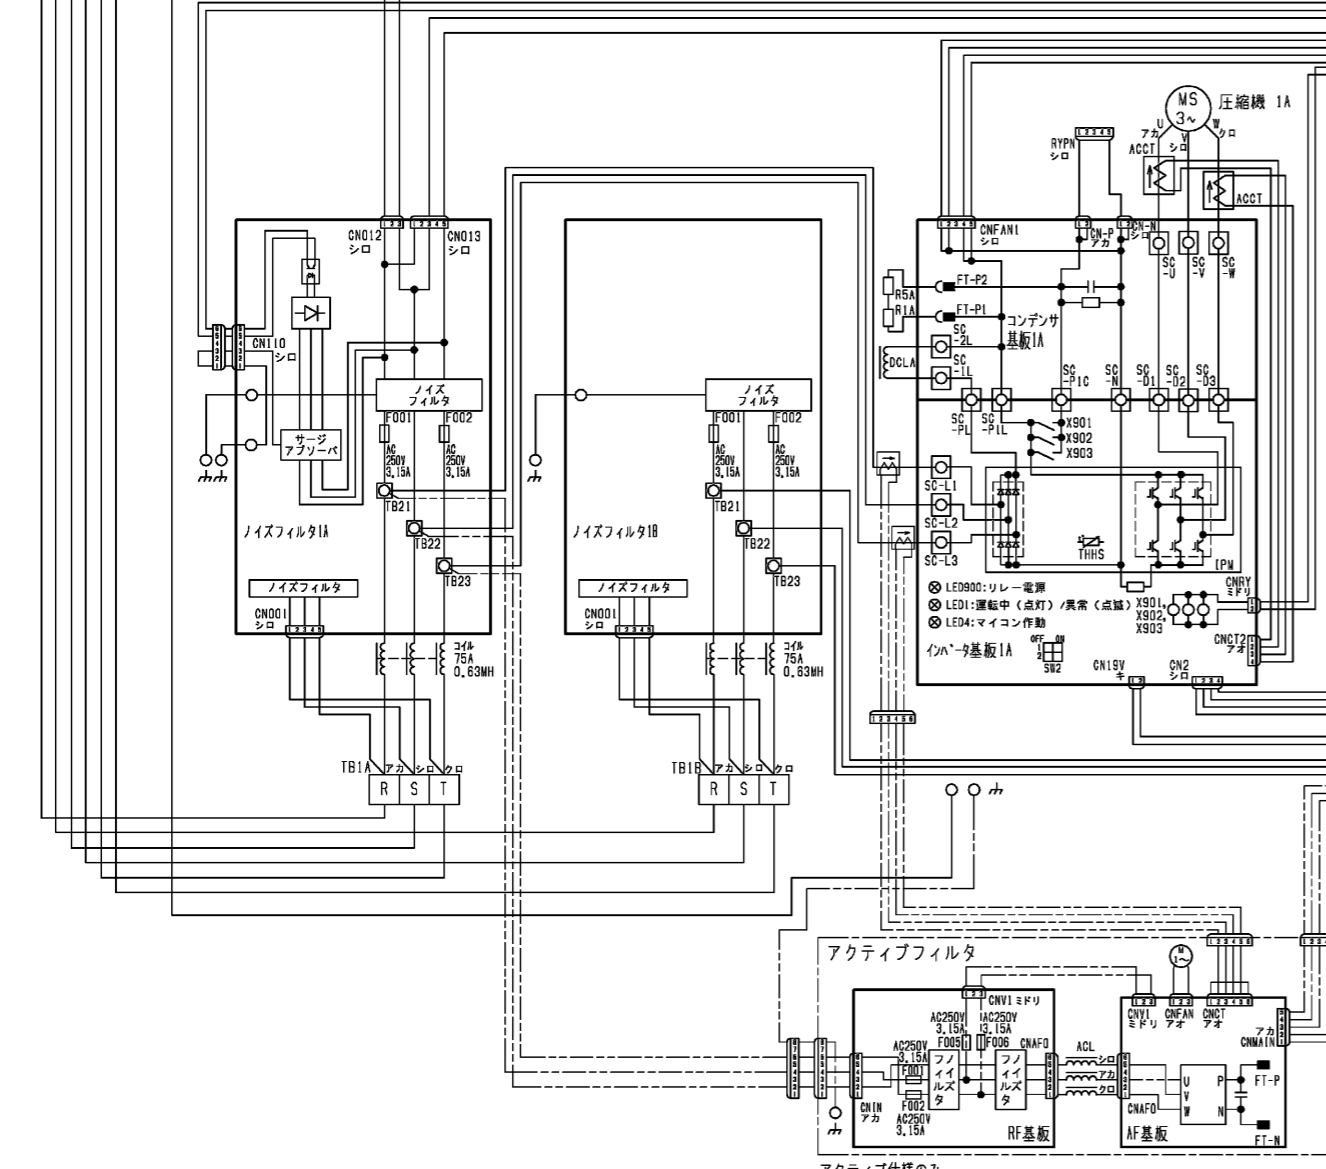 MS
3~
圧縮機 1A
U
アカ
V
シロ
W
クロ
ACCT
ACCT
RYPN
シロ
CN012
シロ
CN013
シロ
CN110
シロ
ノイズ
フィルタ
F001
F002
AC
250V
3.15A
AC
250V
3.15A
サージ
アブソーバ
TB21
TB22
TB23
ノイズフィルタ1A
ノイズフィルタ
CN001
シロ
コイル
75A
0.63MH
TB1A
アカ
シロ
クロ
R
S
T
ノイズ
フィルタ
F001
F002
AC
250V
3.15A
AC
250V
3.15A
TB21
TB22
TB23
ノイズフィルタ1B
ノイズフィルタ
CN001
シロ
コイル
75A
0.63MH
TB1B
アカ
シロ
クロ
R
S
T
CNFAN1
シロ
CN-P
アカ
CN-N
シロ
SC
-U
SC
-V
SC
-W
FT-P2
R5A
R1A
FT-P1
コンデンサ
基板1A
SC
-2L
DCLA
SC
-1L
SC
-P1C
SC
-N
SC
-D1
SC
-D2
SC
-D3
SC
-PL
SC
-P1L
X901
X902
X903
SC-L1
SC-L2
SC-L3
THHS
IPM
LED900:リレー電源
LED1:運転中（点灯）/異常（点滅）
LED4:マイコン作動
X901,
X902,
X903
CNRY
ミドリ
インバータ基板1A
OFF ON
1
2
SW2
CNCT2
アオ
CN19V
キ
CN2
シロ
アクティブフィルタ
M
1~
CNV1 ミドリ
AC250V
3.15A
F005
AC250V
3.15A
F006
CNAFO
AC250V
3.15A
F001
F002
AC250V
3.15A
CNIN
アカ
RF基板
ACL
シロ
アカ
クロ
CNV1
ミドリ
CNFAN
アオ
CNCT
アオ
アカ
CNMAIN
CNAFO
U
V
W
P
N
FT-P
FT-N
AF基板
アクティブ仕様のみ